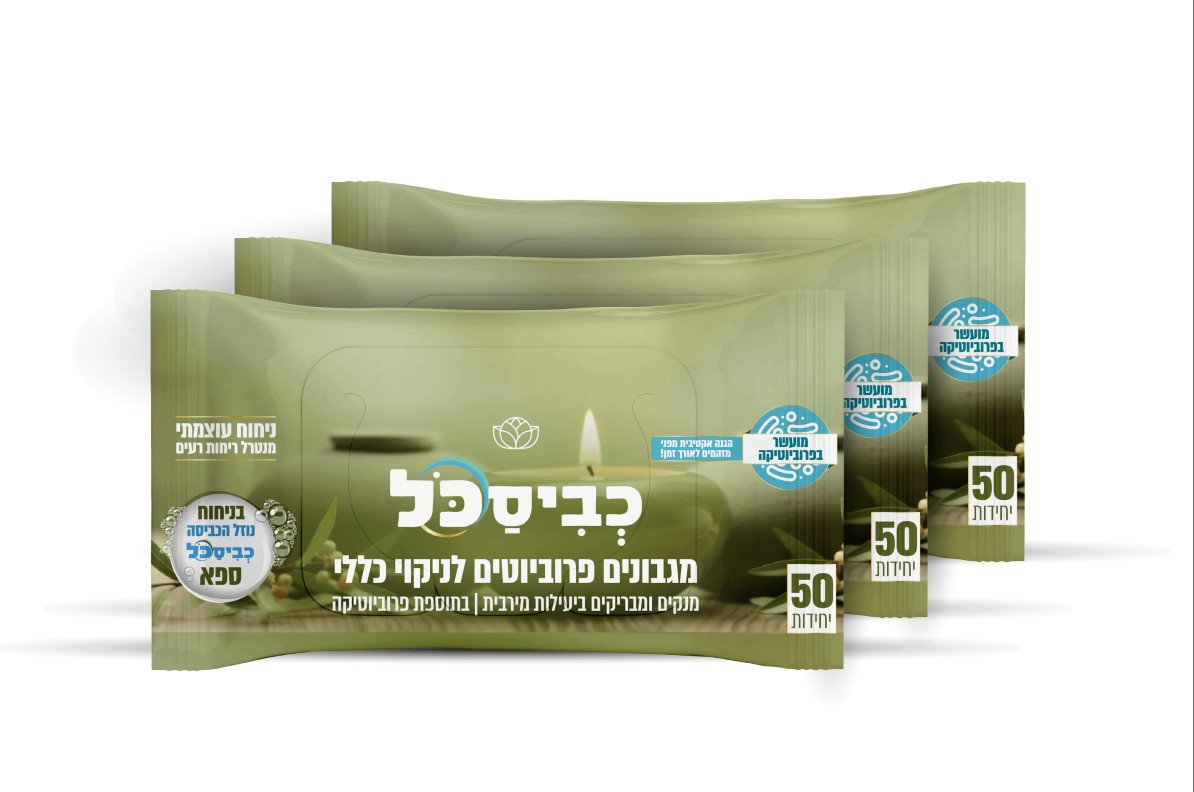 מועשר
בפרוביוטיקה
50
יחידות
מועשר
בפרוביוטיקה
50
יחידות
מועשר
בפרוביוטיקה
הגנה אקטיבית מפני
מזהמים לאורך זמן!
ניחוח עוצמתי
מנטרל ריחות רעים
כְּבִיסַכֹּל
בניחוח
נוזל הכביסה
כְּבִיסַכֹּל
ספא
מגבונים פרוביוטים לניקוי כללי
מנקים ומבריקים ביעילות מירבית | בתוספת פרוביוטיקה
50
יחידות